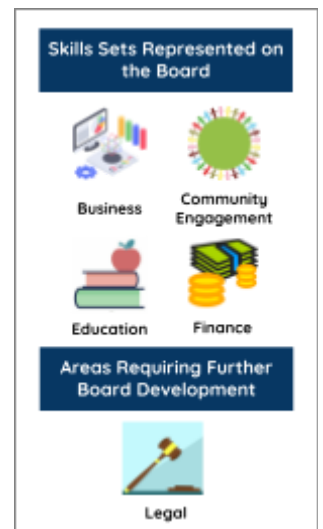 Skills Sets Represented on
the Board
Business
Community
Engagement
Education
Finance
Areas Requiring Further
Board Development
Legal